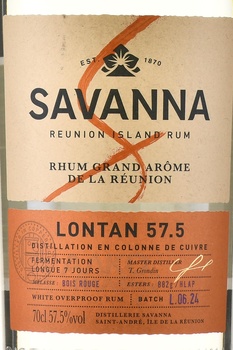 EST 1870
SAVANNA
REUNION ISLAND RUM
RHUM GRAND ARÔME
DE LA RÉUNION
LONTAN 57.5
DISTILLATION EN COLONNE DE CUIVRE
FERMENTATION
LONGUE 7 JOURS
MASTER DISTILLER
T. Grondin
BOIS ROUGE
ESTERS: 882g/HLAP
WHITE OVERPROOF RUM
BATCH L.06.24
70cl 57.5%vol
DISTILLERIE SAVANNA
SAINT-ANDRÉ, ÎLE DE LA RÉUNION